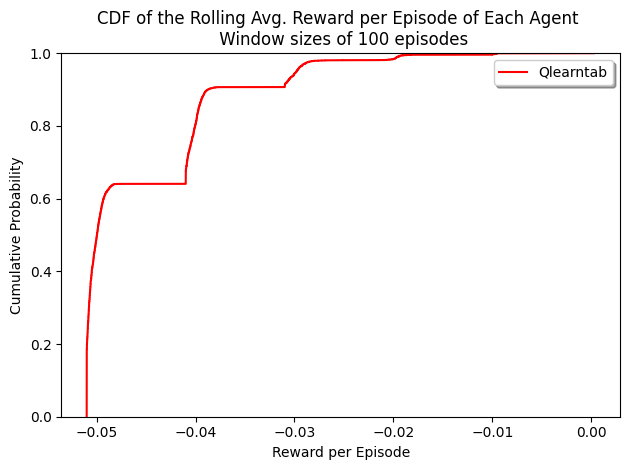 CDF of the Rolling Avg. Reward per Episode of Each Agent
Window sizes of 100 episodes
Qlearntab
Cumulative Probability
1.0
0.8
0.6
0.4
0.2
0.0
−0.05 −0.04 −0.03 −0.02 −0.01 0.00
Reward per Episode